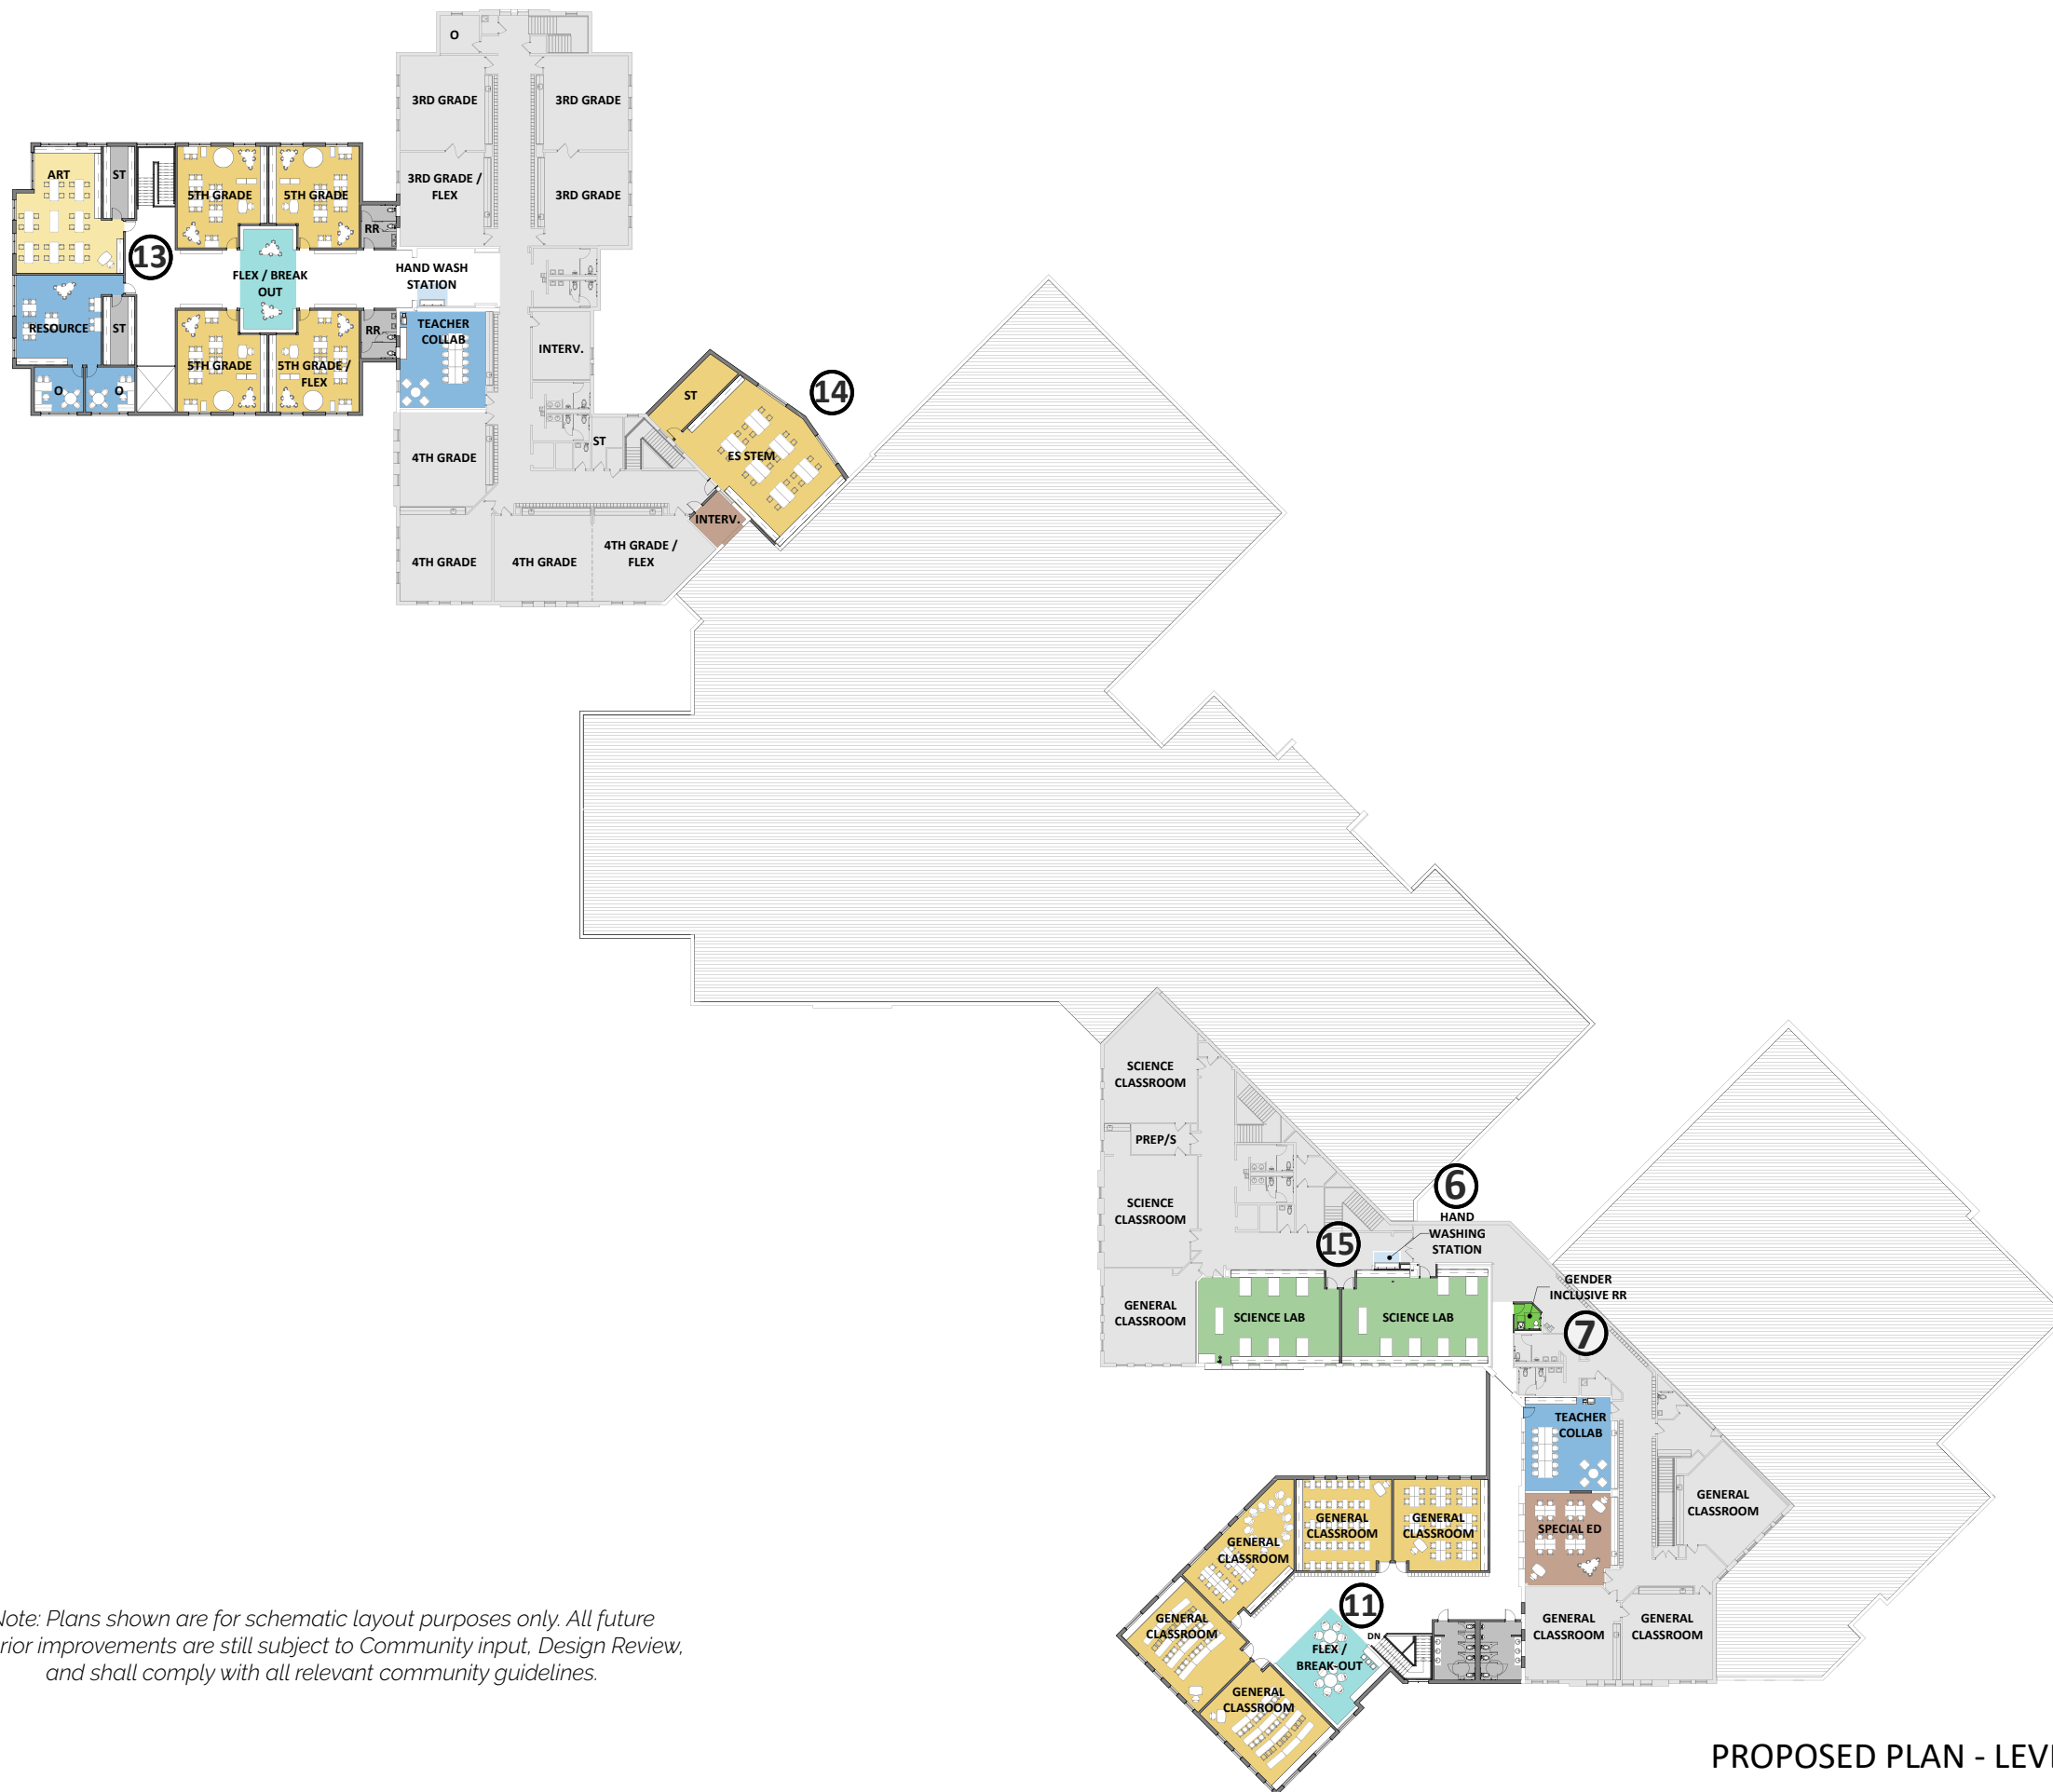 O
3RD GRADE
3RD GRADE
3RD GRADE /
FLEX
3RD GRADE
ART
ST
5TH GRADE
5TH GRADE
RR
13
FLEX / BREAK
OUT
HAND WASH
STATION
RESOURCE
ST
5TH GRADE
5TH GRADE /
FLEX
RR
O
O
TEACHER
COLLAB
INTERV.
14
ST
ES STEM
ST
4TH GRADE
INTERV.
4TH GRADE
4TH GRADE
4TH GRADE /
FLEX
SCIENCE
CLASSROOM
PREP/S
SCIENCE
CLASSROOM
6
HAND
WASHING
STATION
15
GENDER
INCLUSIVE RR
7
GENERAL
CLASSROOM
SCIENCE LAB
SCIENCE LAB
TEACHER
COLLAB
GENERAL
CLASSROOM
SPECIAL ED
GENERAL
CLASSROOM
GENERAL
CLASSROOM
GENERAL
CLASSROOM
GENERAL
CLASSROOM
GENERAL
CLASSROOM
11
DN
FLEX /
BREAK-OUT
GENERAL
CLASSROOM
GENERAL
CLASSROOM
Note: Plans shown are for schematic layout purposes only. All future
rior improvements are still subject to Community input, Design Review,
and shall comply with all relevant community guidelines.
PROPOSED PLAN - LEV